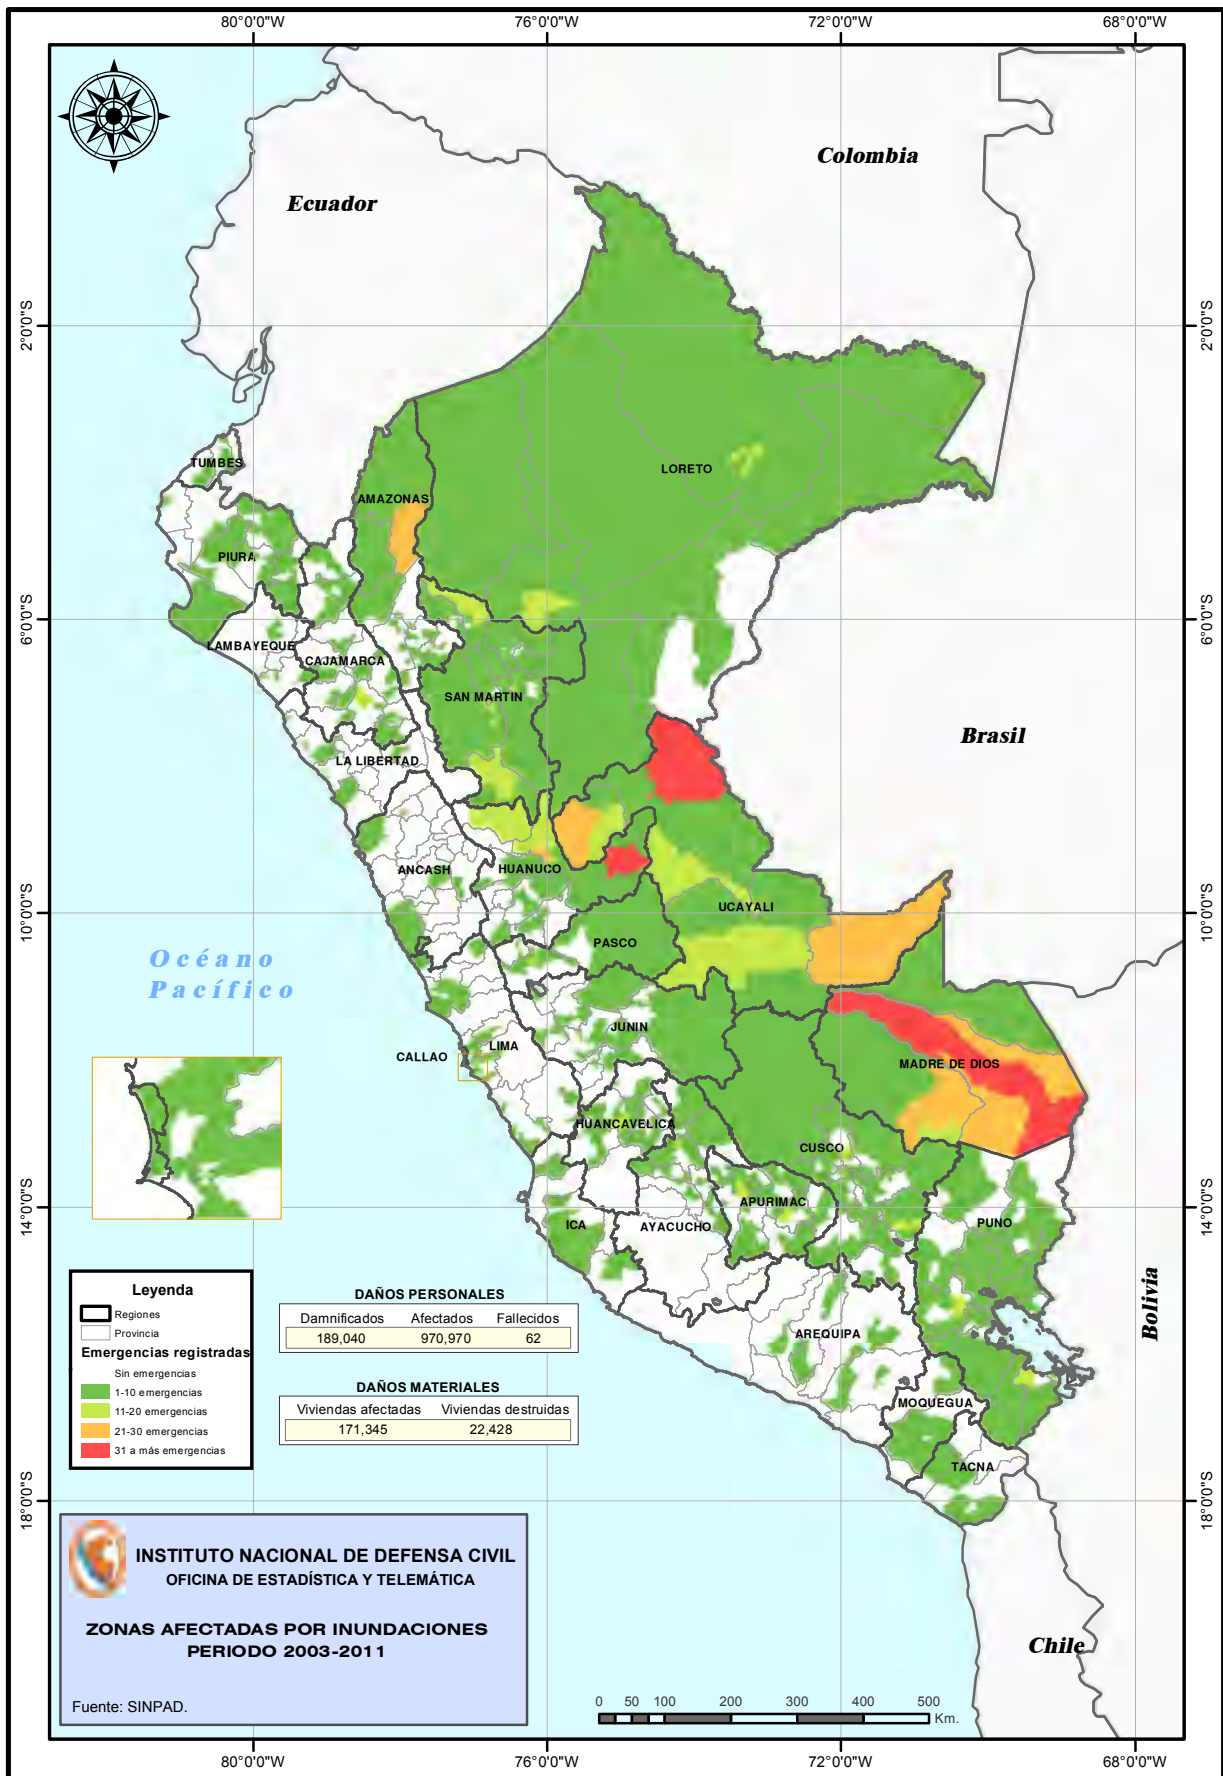 80°0'0"W 76°0'0"W 72°0'0"W 68°0'0"W
Colombia
Ecuador
2°0'0"S 2°0'0"S
TUMBES
LORETO
AMAZONAS
PIURA
6°0'0"S 6°0'0"S
LAMBAYEQUE
CAJAMARCA
SAN MARTIN
Brasil
LA LIBERTAD
ANCASH
HUANUCO
UCAYALI
10°0'0"S 10°0'0"S
PASCO
Océano
Pacífico
JUNIN
LIMA
CALLAO
MADRE DE DIOS
HUANCAVELICA
CUSCO
APURIMAC
14°0'0"S 14°0'0"S
ICA
AYACUCHO
PUNO
Bolivia
AREQUIPA
MOQUEGUA
TACNA
Leyenda
Regiones
Provincia
Emergencias registradas
Sin emergencias
1-10 emergencias
11-20 emergencias
21-30 emergencias
31 a más emergencias
DAÑOS PERSONALES
Damnificados Afectados Fallecidos
189,040 970,970 62
DAÑOS MATERIALES
Viviendas afectadas Viviendas destruidas
171,345 22,428
18°0'0"S 18°0'0"S
INSTITUTO NACIONAL DE DEFENSA CIVIL
OFICINA DE ESTADÍSTICA Y TELEMÁTICA
ZONAS AFECTADAS POR INUNDACIONES
PERIODO 2003-2011
Fuente: SINPAD.
Chile
0 50 100 200 300 400 500
Km.
80°0'0"W 76°0'0"W 72°0'0"W 68°0'0"W